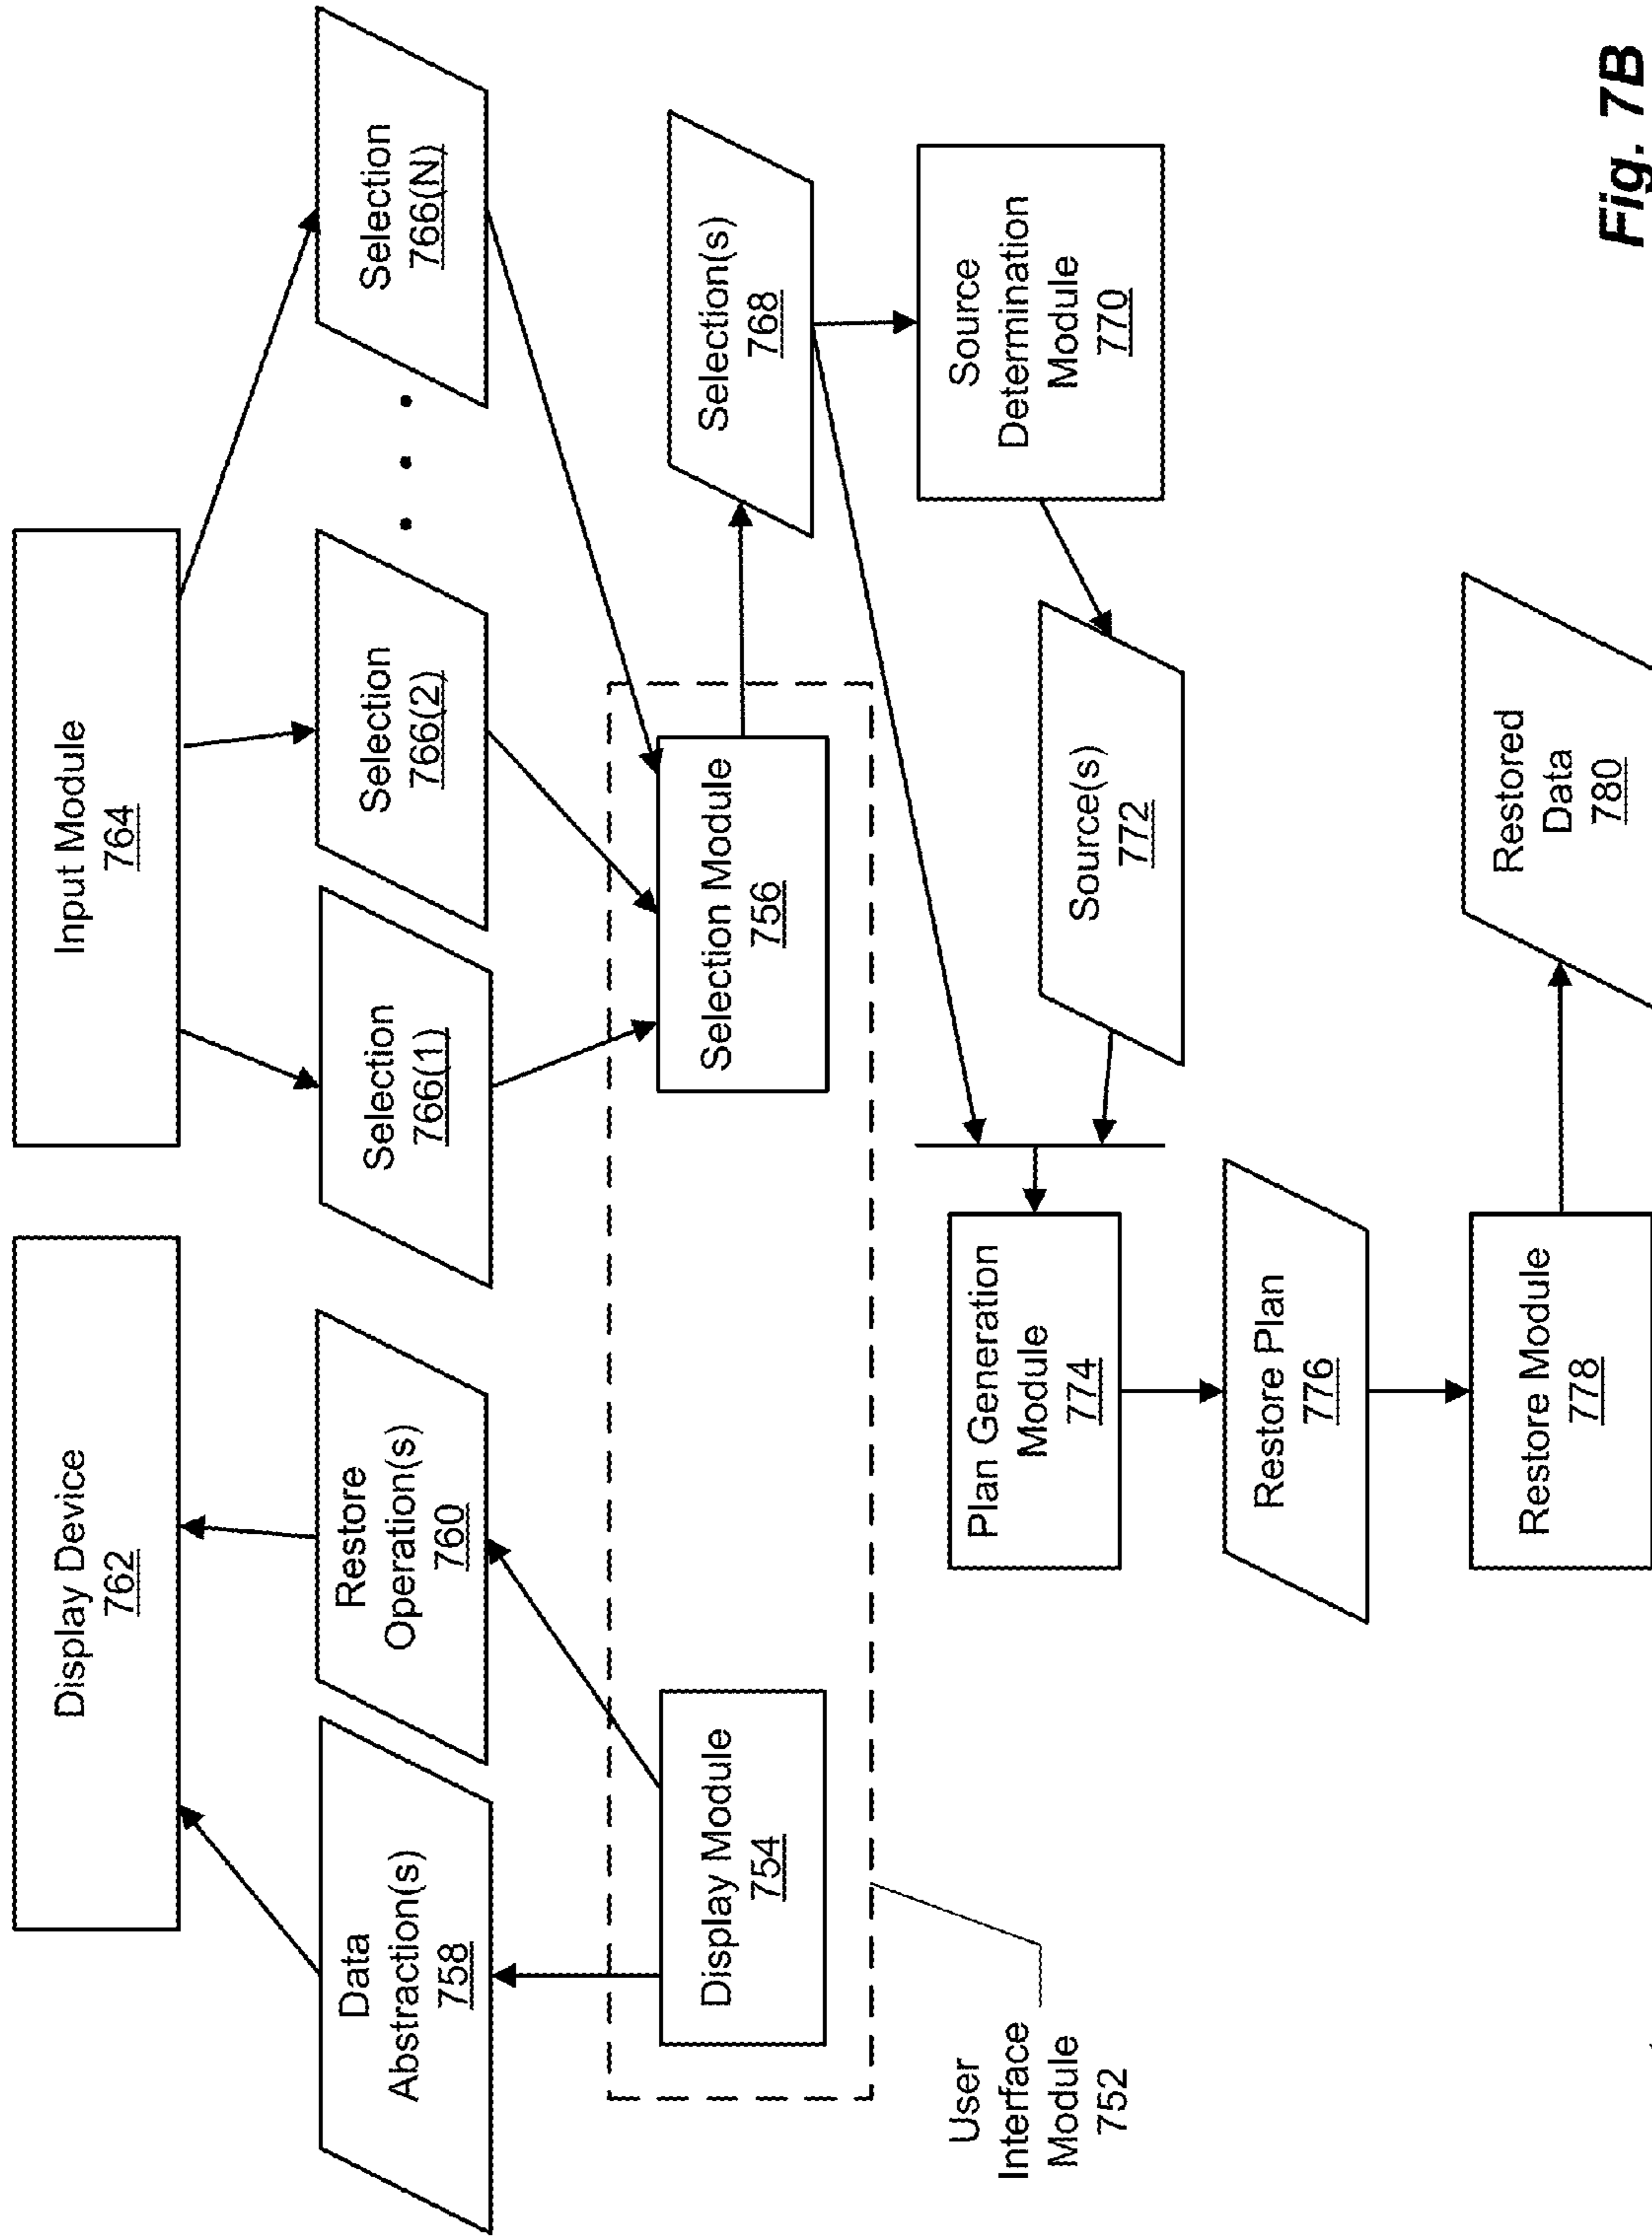 Display Device
762
Input Module
764
Data
Abstraction(s)
758
Restore
Operation(s)
760
Selection
766(1)
Selection
766(2)
• • •
Selection
766(N)
Display Module
754
Selection Module
756
Selection(s)
768
User
Interface
Module
752
Plan Generation
Module
774
Source(s)
772
Source
Determination
Module
770
Restore Plan
776
Restore Module
778
Restored
Data
780
Fig. 7B